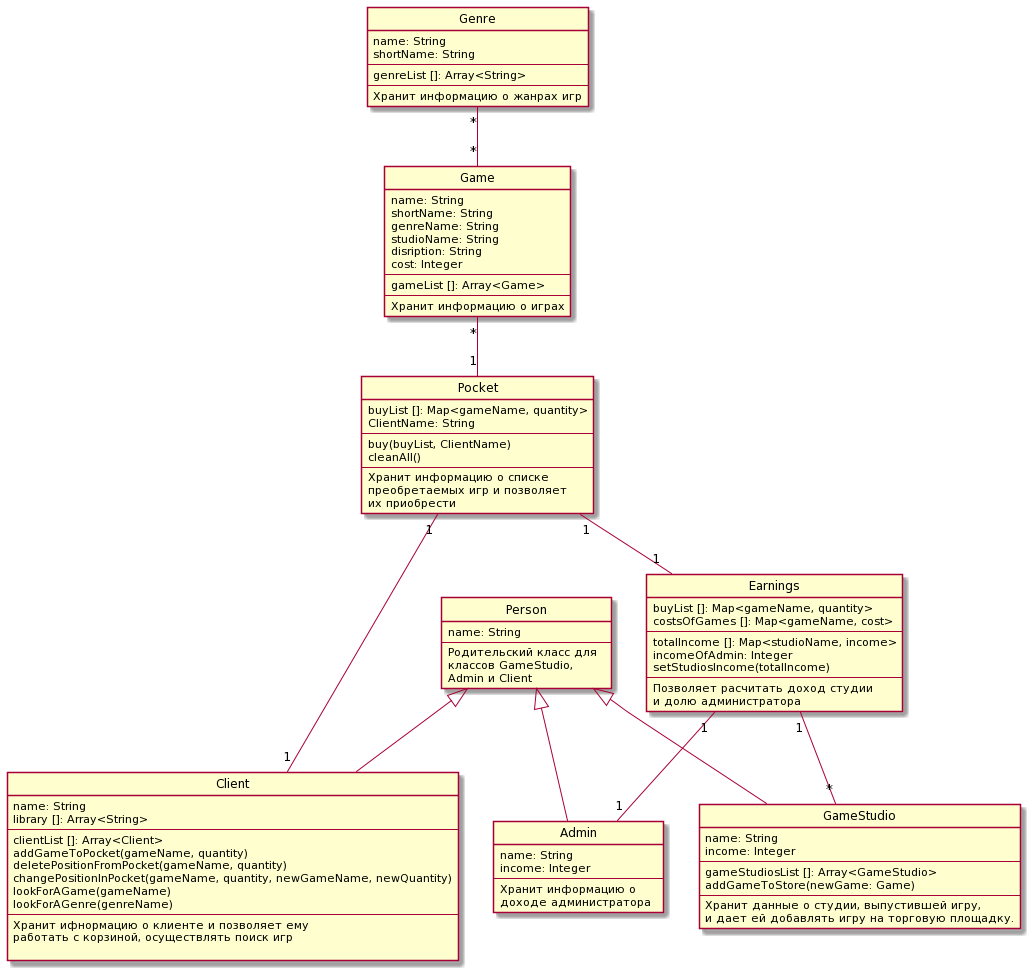 Genre
name: String
shortName: String
genreList []: Array<String>
Хранит информацию о жанрах игр
*
*
Game
name: String
shortName: String
genreName: String
studioName: String
disription: String
cost: Integer
gameList []: Array<Game>
Хранит информацию о играх
*
1
Pocket
buyList []: Map<gameName, quantity>
ClientName: String
buy(buyList, ClientName)
cleanAll()
Хранит информацию о списке
преобретаемых игр и позволяет
их приобрести
1
1
1
Earnings
buyList []: Map<gameName, quantity>
costsOfGames []: Map<gameName, cost>
totalIncome []: Map<studioName, income>
incomeOfAdmin: Integer
setStudiosIncome(totalIncome)
Позволяет расчитать доход студии
и долю администратора
Person
name: String
Родительский класс для
классов GameStudio,
Admin и Client
1
1
1
1
*
Client
name: String
library []: Array<String>
clientList []: Array<Client>
addGameToPocket(gameName, quantity)
deletePositionFromPocket(gameName, quantity)
changePositionInPocket(gameName, quantity, newGameName, newQuantity)
lookForAGame(gameName)
lookForAGenre(genreName)
Хранит ифнормацию о клиенте и позволяет ему
работать с корзиной, осуществлять поиск игр
Admin
name: String
income: Integer
Хранит информацию о
доходе администратора
GameStudio
name: String
income: Integer
gameStudiosList []: Array<GameStudio>
addGameToStore(newGame: Game)
Хранит данные о студии, выпустившей игру,
и дает ей добавлять игру на торговую площадку.